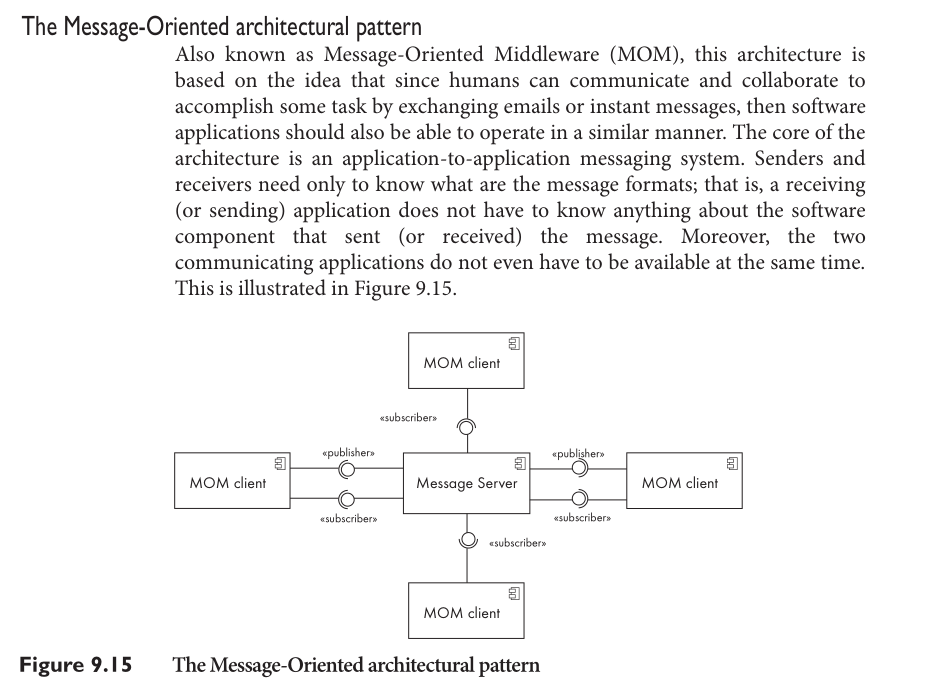 The Message-Oriented architectural pattern
Also known as Message-Oriented Middleware (MOM), this architecture is
based on the idea that since humans can communicate and collaborate to
accomplish some task by exchanging emails or instant messages, then software
applications should also be able to operate in a similar manner. The core of the
architecture is an application-to-application messaging system. Senders and
receivers need only to know what are the message formats; that is, a receiving
(or sending) application does not have to know anything about the software
component that sent (or received) the message. Moreover, the two
communicating applications do not even have to be available at the same time.
This is illustrated in Figure 9.15.
MOM client
«subscriber»
«publisher»
«publisher»
MOM client
Message Server
MOM client
«subscriber»
«subscriber»
«subscriber»
MOM client
Figure 9.15 The Message-Oriented architectural pattern